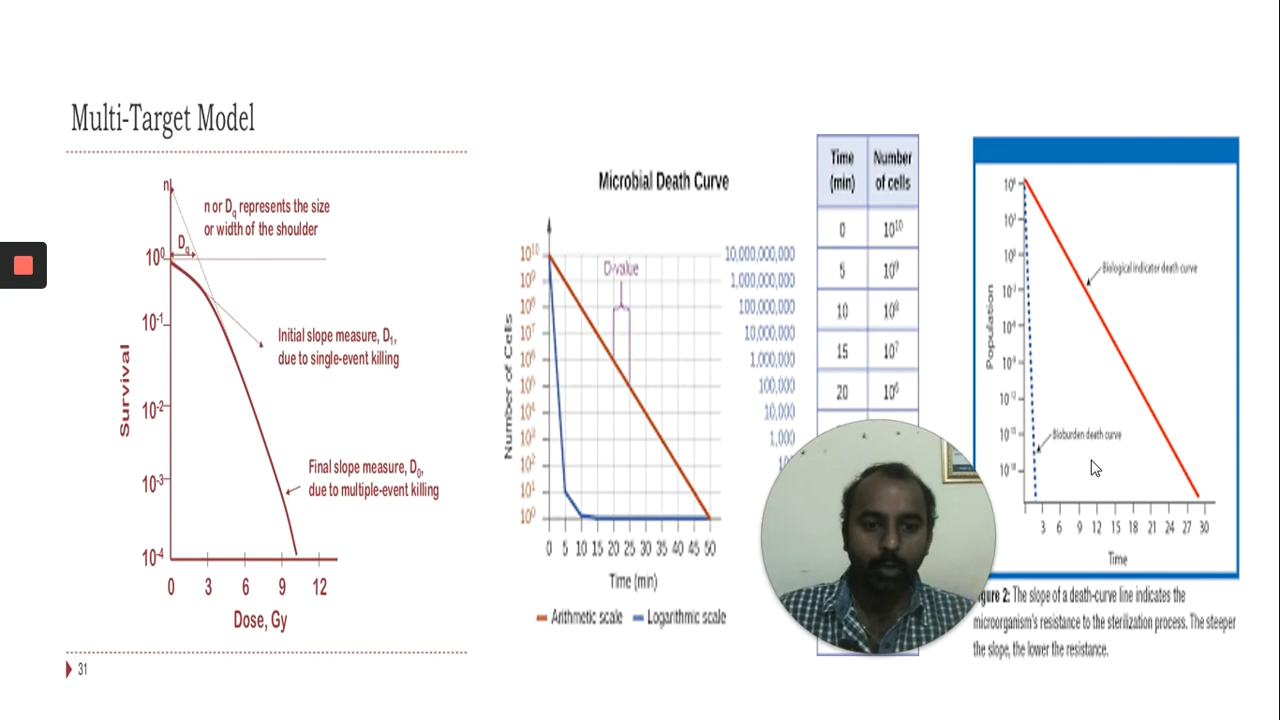 Multi-Target Model
n
n or Dq represents the size
or width of the shoulder
Dq
10⁰
10⁻¹
10⁻²
10⁻³
10⁻⁴
Survival
Initial slope measure, D₁,
due to single-event killing
Final slope measure, D₀,
due to multiple-event killing
0 3 6 9 12
Dose, Gy
31
Microbial Death Curve
Number of Cells
10¹⁰
10⁹
10⁸
10⁷
10⁶
10⁵
10⁴
10³
10²
10¹
10⁰
D-value
10,000,000,000
1,000,000,000
100,000,000
10,000,000
1,000,000
100,000
10,000
1,000
0 5 10 15 20 25 30 35 40 45 50
Time (min)
Arithmetic scale Logarithmic scale
Time Number
(min) of cells
0 10¹⁰
5 10⁹
10 10⁸
15 10⁷
20 10⁶
Population
Biological indicator death curve
Bioburden death curve
3 6 9 12 15 18 21 24 27 30
Time
gure 2: The slope of a death-curve line indicates the
microorganism's resistance to the sterilization process. The steeper
the slope, the lower the resistance.